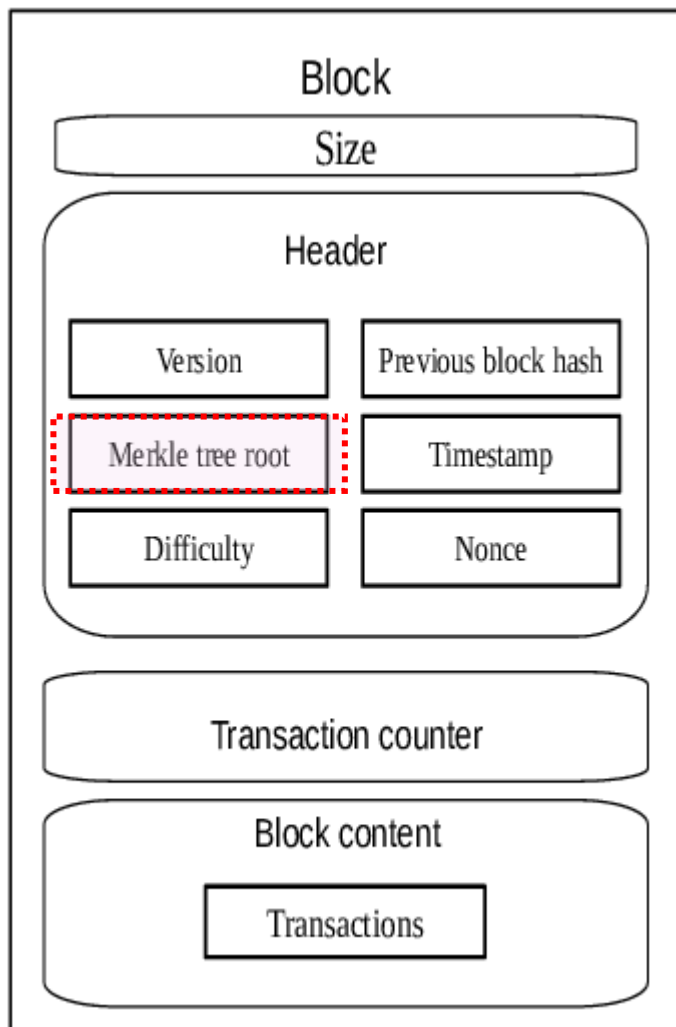 Block
Size
Header
Version
Previous block hash
Merkle tree root
Timestamp
Difficulty
Nonce
Transaction counter
Block content
Transactions